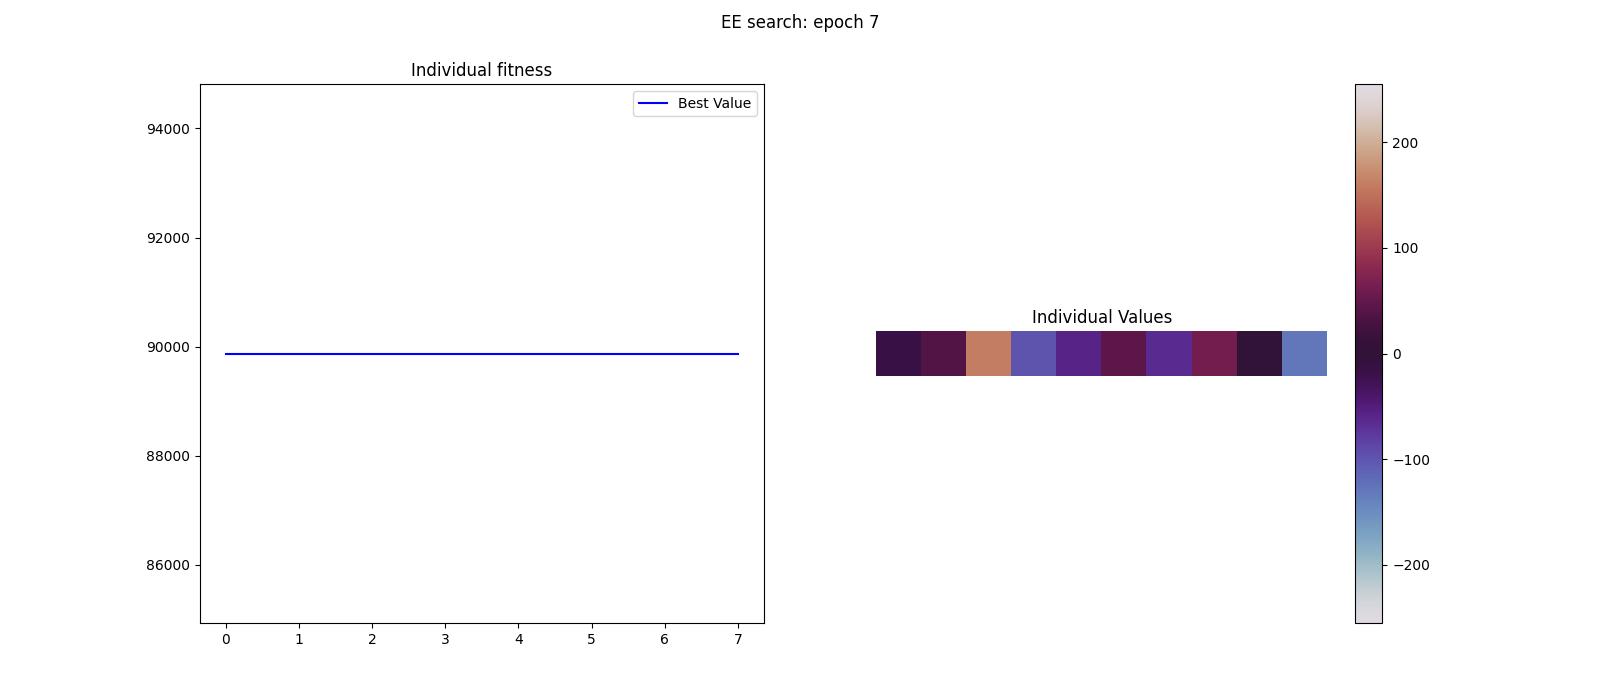 EE search: epoch 7
Individual fitness
Best Value
94000
92000
90000
88000
86000
0 1 2 3 4 5 6 7
Individual Values
200
100
0
−100
−200